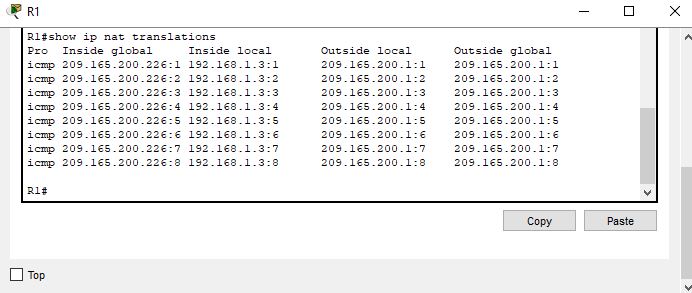 R1
R1#show ip nat translations
Pro  Inside global     Inside local       Outside local      Outside global
icmp 209.165.200.226:1 192.168.1.3:1      209.165.200.1:1    209.165.200.1:1
icmp 209.165.200.226:2 192.168.1.3:2      209.165.200.1:2    209.165.200.1:2
icmp 209.165.200.226:3 192.168.1.3:3      209.165.200.1:3    209.165.200.1:3
icmp 209.165.200.226:4 192.168.1.3:4      209.165.200.1:4    209.165.200.1:4
icmp 209.165.200.226:5 192.168.1.3:5      209.165.200.1:5    209.165.200.1:5
icmp 209.165.200.226:6 192.168.1.3:6      209.165.200.1:6    209.165.200.1:6
icmp 209.165.200.226:7 192.168.1.3:7      209.165.200.1:7    209.165.200.1:7
icmp 209.165.200.226:8 192.168.1.3:8      209.165.200.1:8    209.165.200.1:8
R1#
Copy Paste
Top